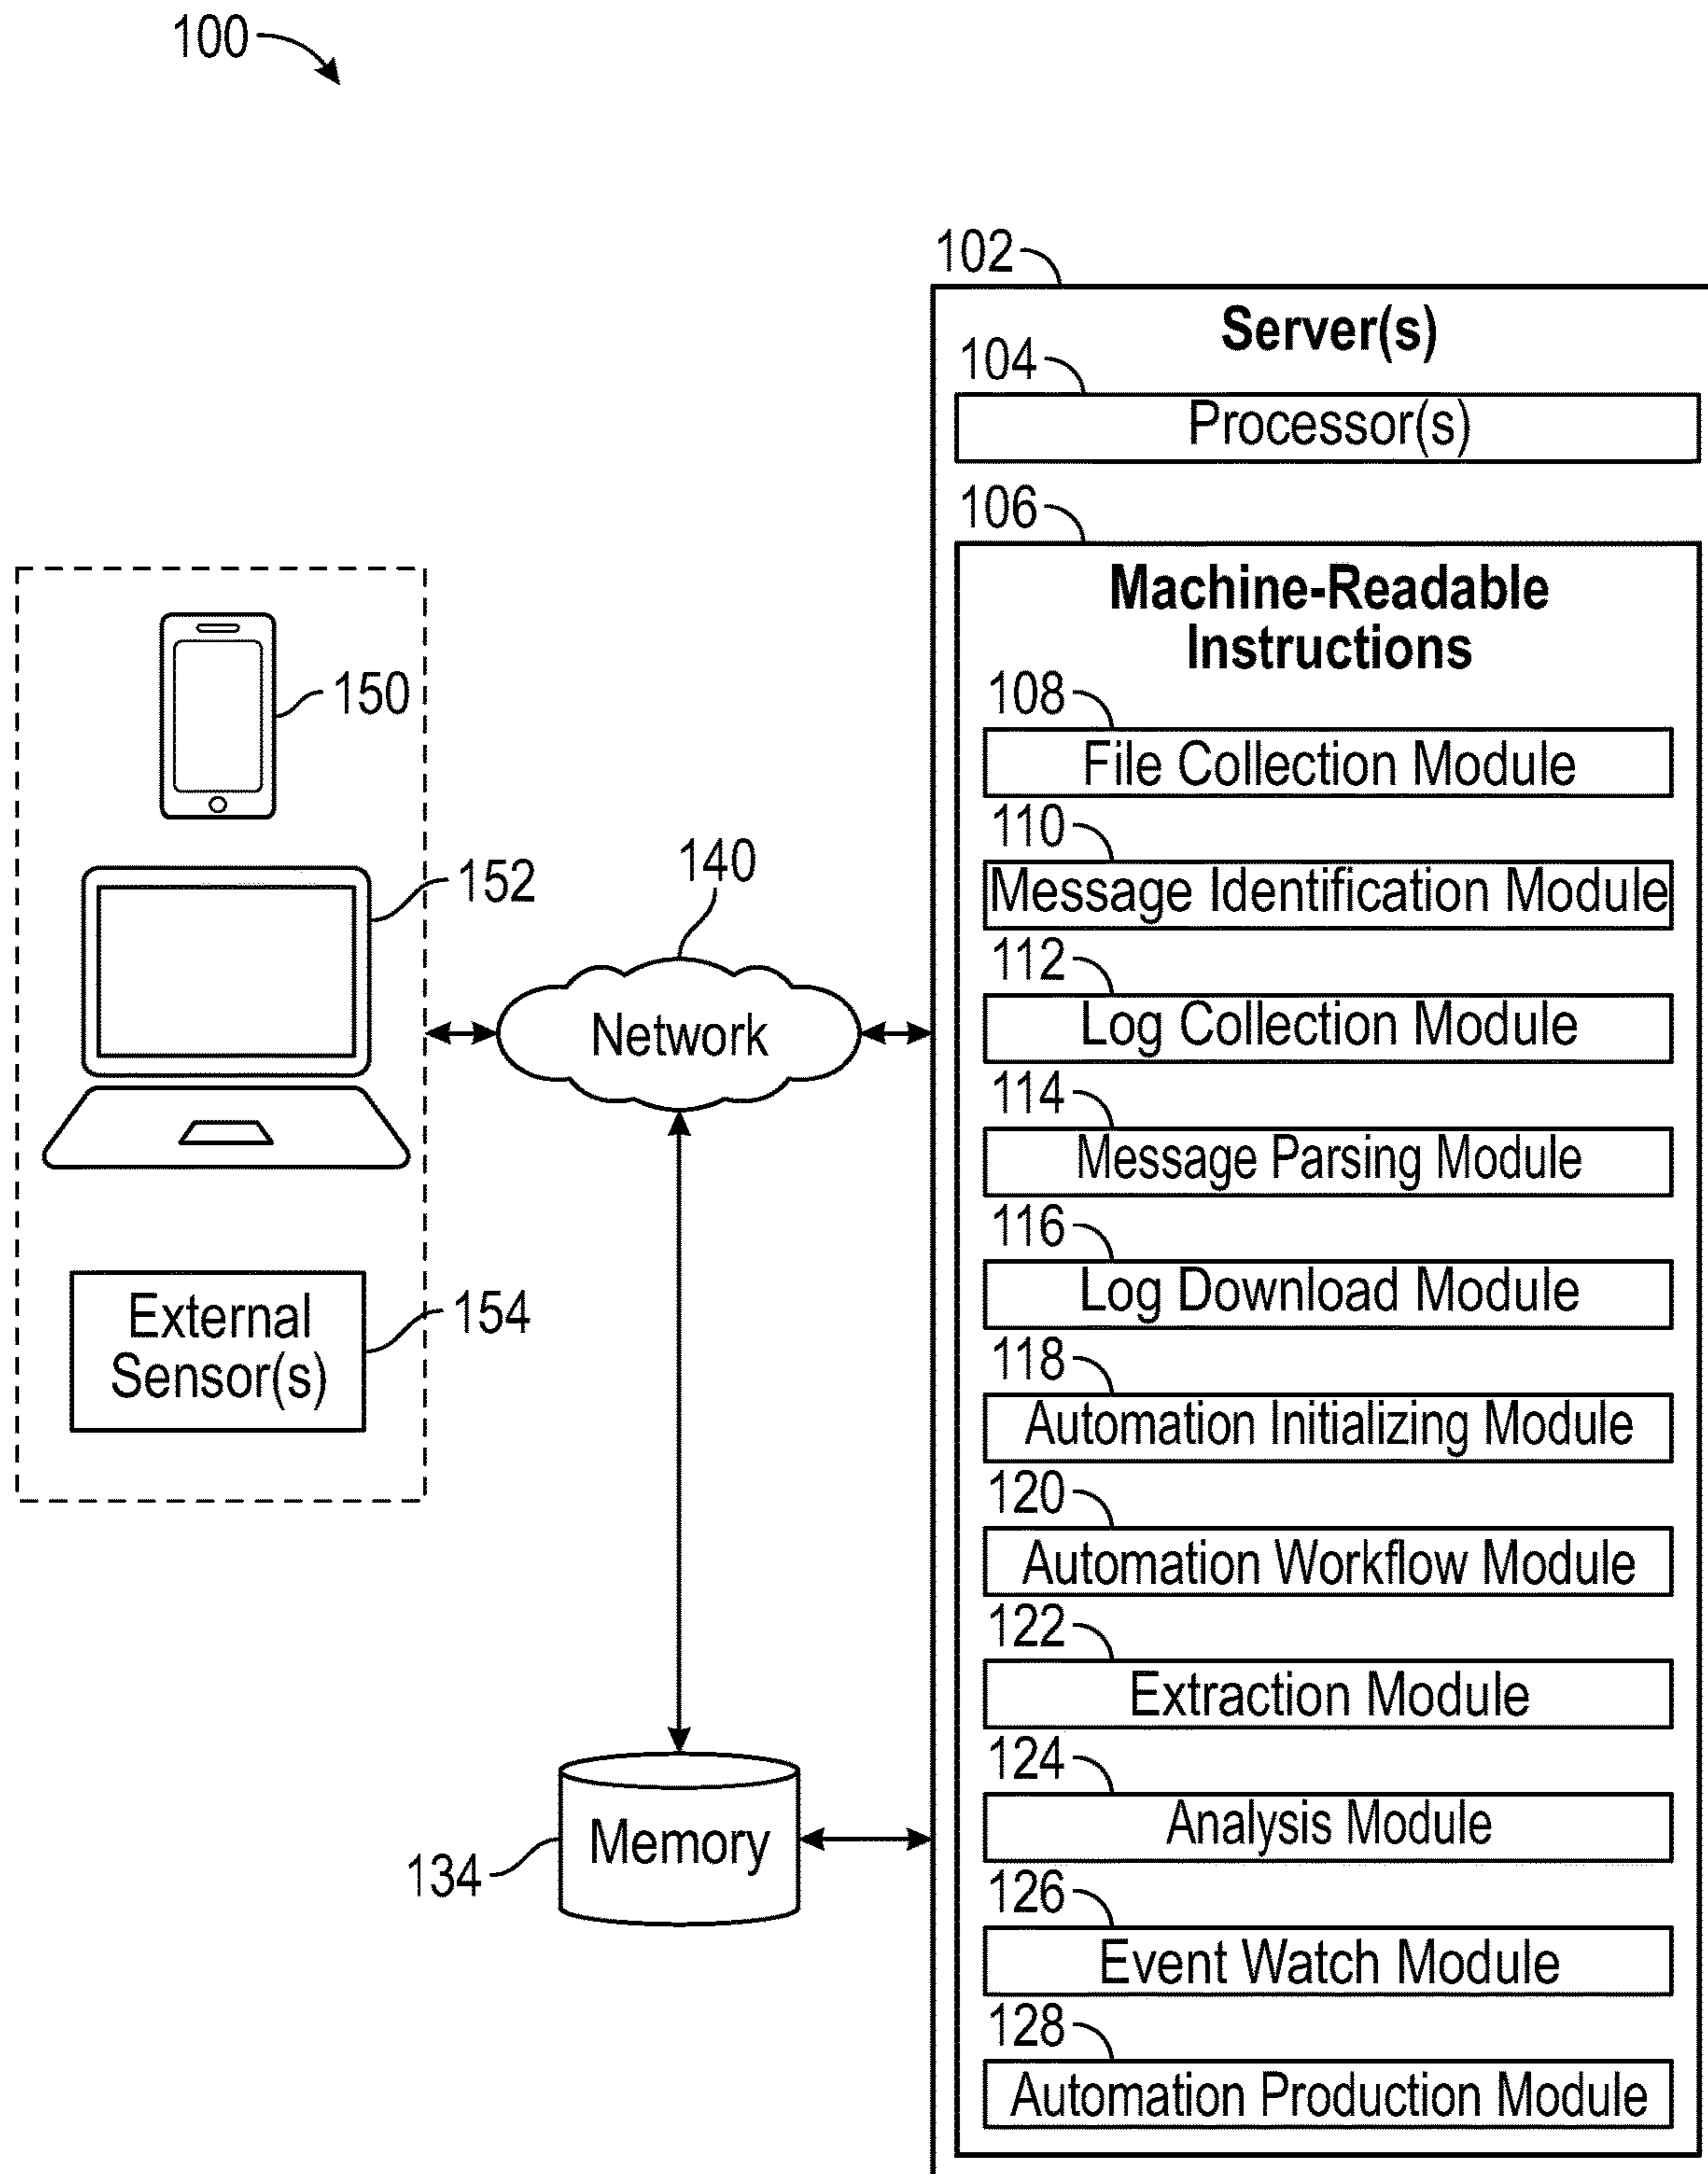 100
102
Server(s)
104
Processor(s)
106
Machine-Readable
Instructions
108
File Collection Module
110
Message Identification Module
112
Log Collection Module
114
Message Parsing Module
116
Log Download Module
118
Automation Initializing Module
120
Automation Workflow Module
122
Extraction Module
124
Analysis Module
126
Event Watch Module
128
Automation Production Module
150
152
154
External
Sensor(s)
140
Network
134
Memory